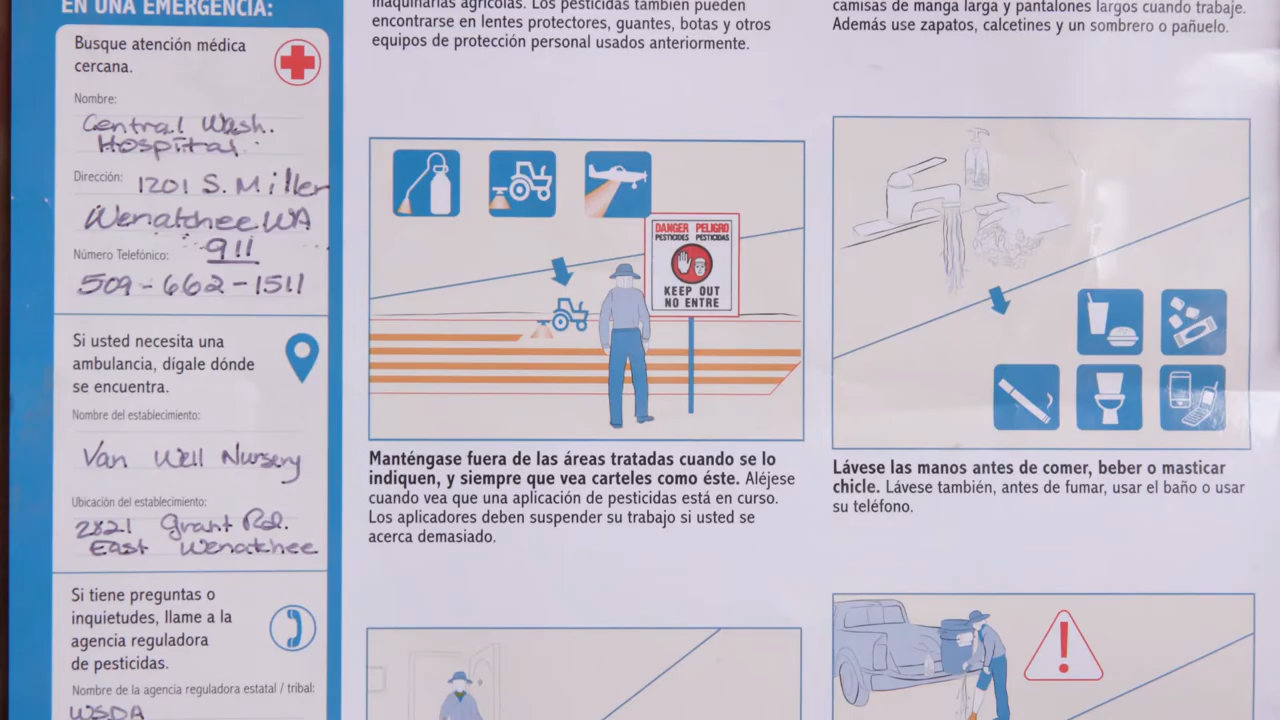 EN UNA EMERGENCIA:
Busque atención médica
cercana.
Nombre:
Central Wash.
Hospital
Dirección: 1201 S. Miller
Wenatchee WA
911
Número Telefónico:
509-662-1511
Si usted necesita una
ambulancia, dígale dónde
se encuentra.
Nombre del establecimiento:
Van Well Nursery
Ubicación del establecimiento:
2821 Grant Rd.
East Wenatchee
Si tiene preguntas o
inquietudes, llame a la
agencia reguladora
de pesticidas.
Nombre de la agencia reguladora estatal / tribal:
WSDA
maquinarias agrícolas. Los pesticidas también pueden
encontrarse en lentes protectores, guantes, botas y otros
equipos de protección personal usados anteriormente.
DANGER PELIGRO
PESTICIDES PESTICIDAS
KEEP OUT
NO ENTRE
Manténgase fuera de las áreas tratadas cuando se lo
indiquen, y siempre que vea carteles como éste. Aléjese
cuando vea que una aplicación de pesticidas está en curso.
Los aplicadores deben suspender su trabajo si usted se
acerca demasiado.
camisas de manga larga y pantalones largos cuando trabaje.
Además use zapatos, calcetines y un sombrero o pañuelo.
Lávese las manos antes de comer, beber o masticar
chicle. Lávese también, antes de fumar, usar el baño o usar
su teléfono.